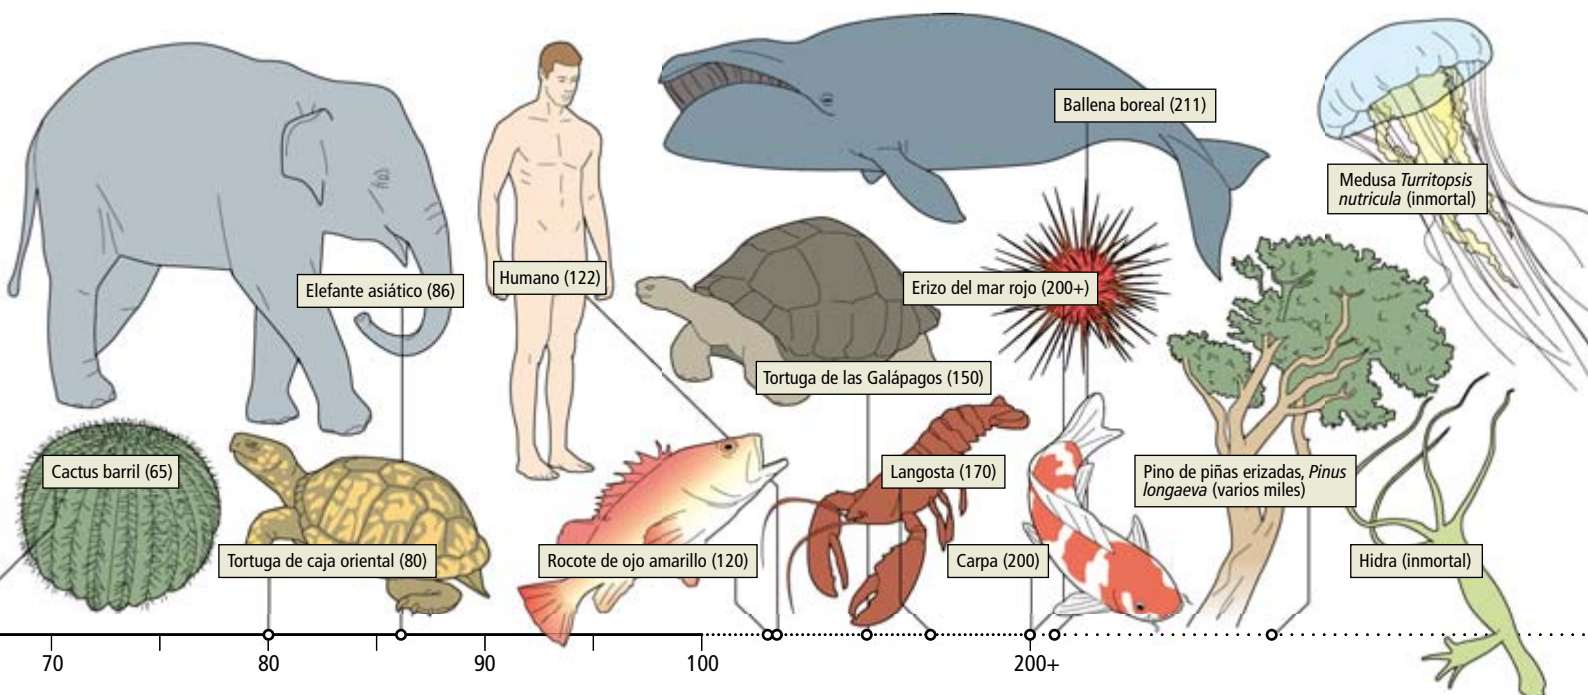 Ballena boreal (211)
Medusa Turritopsis
nutricula (inmortal)
Elefante asiático (86)
Humano (122)
Erizo del mar rojo (200+)
Tortuga de las Galápagos (150)
Cactus barril (65)
Langosta (170)
Pino de piñas erizadas, Pinus
longaeva (varios miles)
Tortuga de caja oriental (80)
Rocote de ojo amarillo (120)
Carpa (200)
Hidra (inmortal)
70 80 90 100 200+